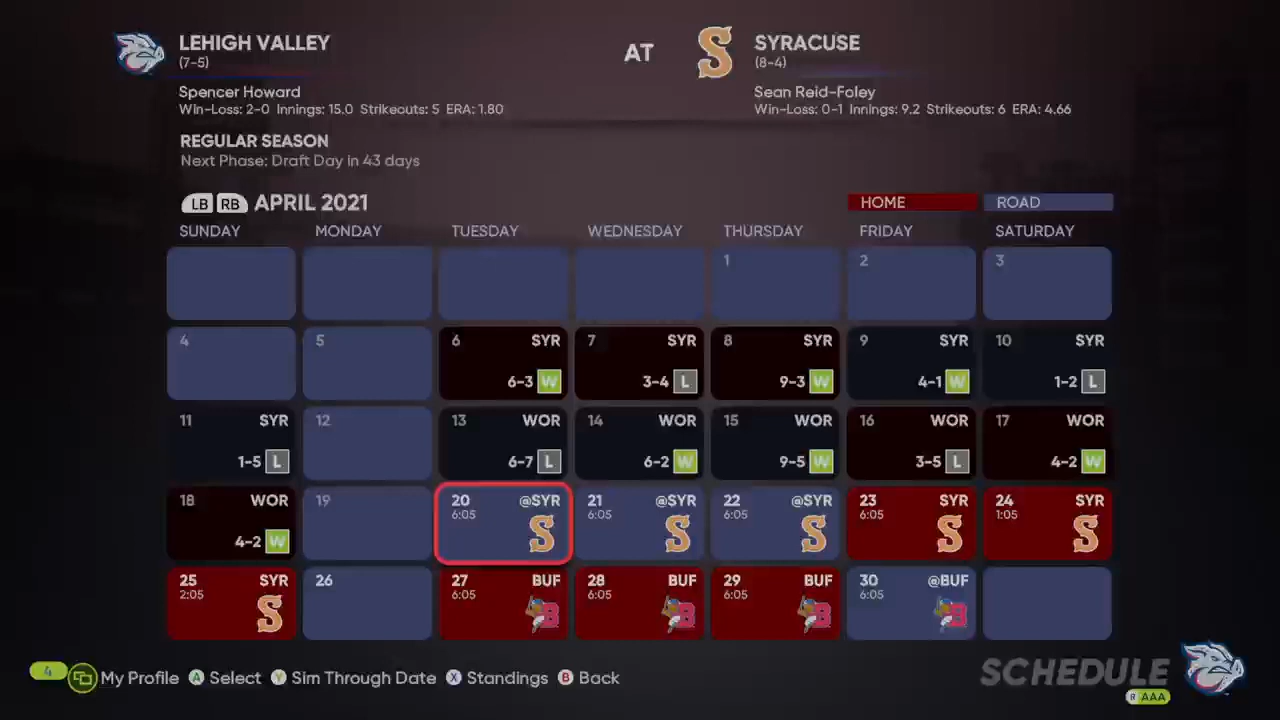 LEHIGH VALLEY
(7-5)
AT
S
SYRACUSE
(8-4)
Spencer Howard
Win-Loss: 2-0 Innings: 15.0 Strikeouts: 5 ERA: 1.80
Sean Reid-Foley
Win-Loss: 0-1 Innings: 9.2 Strikeouts: 6 ERA: 4.66
REGULAR SEASON
Next Phase: Draft Day in 43 days
LB RB APRIL 2021
HOME ROAD
SUNDAY MONDAY TUESDAY WEDNESDAY THURSDAY FRIDAY SATURDAY
1 2 3
4 5 6 SYR 7 SYR 8 SYR 9 SYR 10 SYR
6-3 W 3-4 L 9-3 W 4-1 W 1-2 L
11 SYR 12 13 WOR 14 WOR 15 WOR 16 WOR 17 WOR
1-5 L 6-7 L 6-2 W 9-5 W 3-5 L 4-2 W
18 WOR 19 20 @SYR 21 @SYR 22 @SYR 23 SYR 24 SYR
6:05 6:05 6:05 6:05 1:05
4-2 W S S S S S
25 SYR 26 27 BUF 28 BUF 29 BUF 30 @BUF
2:05 6:05 6:05 6:05 6:05
S B B B B
4 My Profile A Select Y Sim Through Date X Standings B Back
SCHEDULE
R AAA